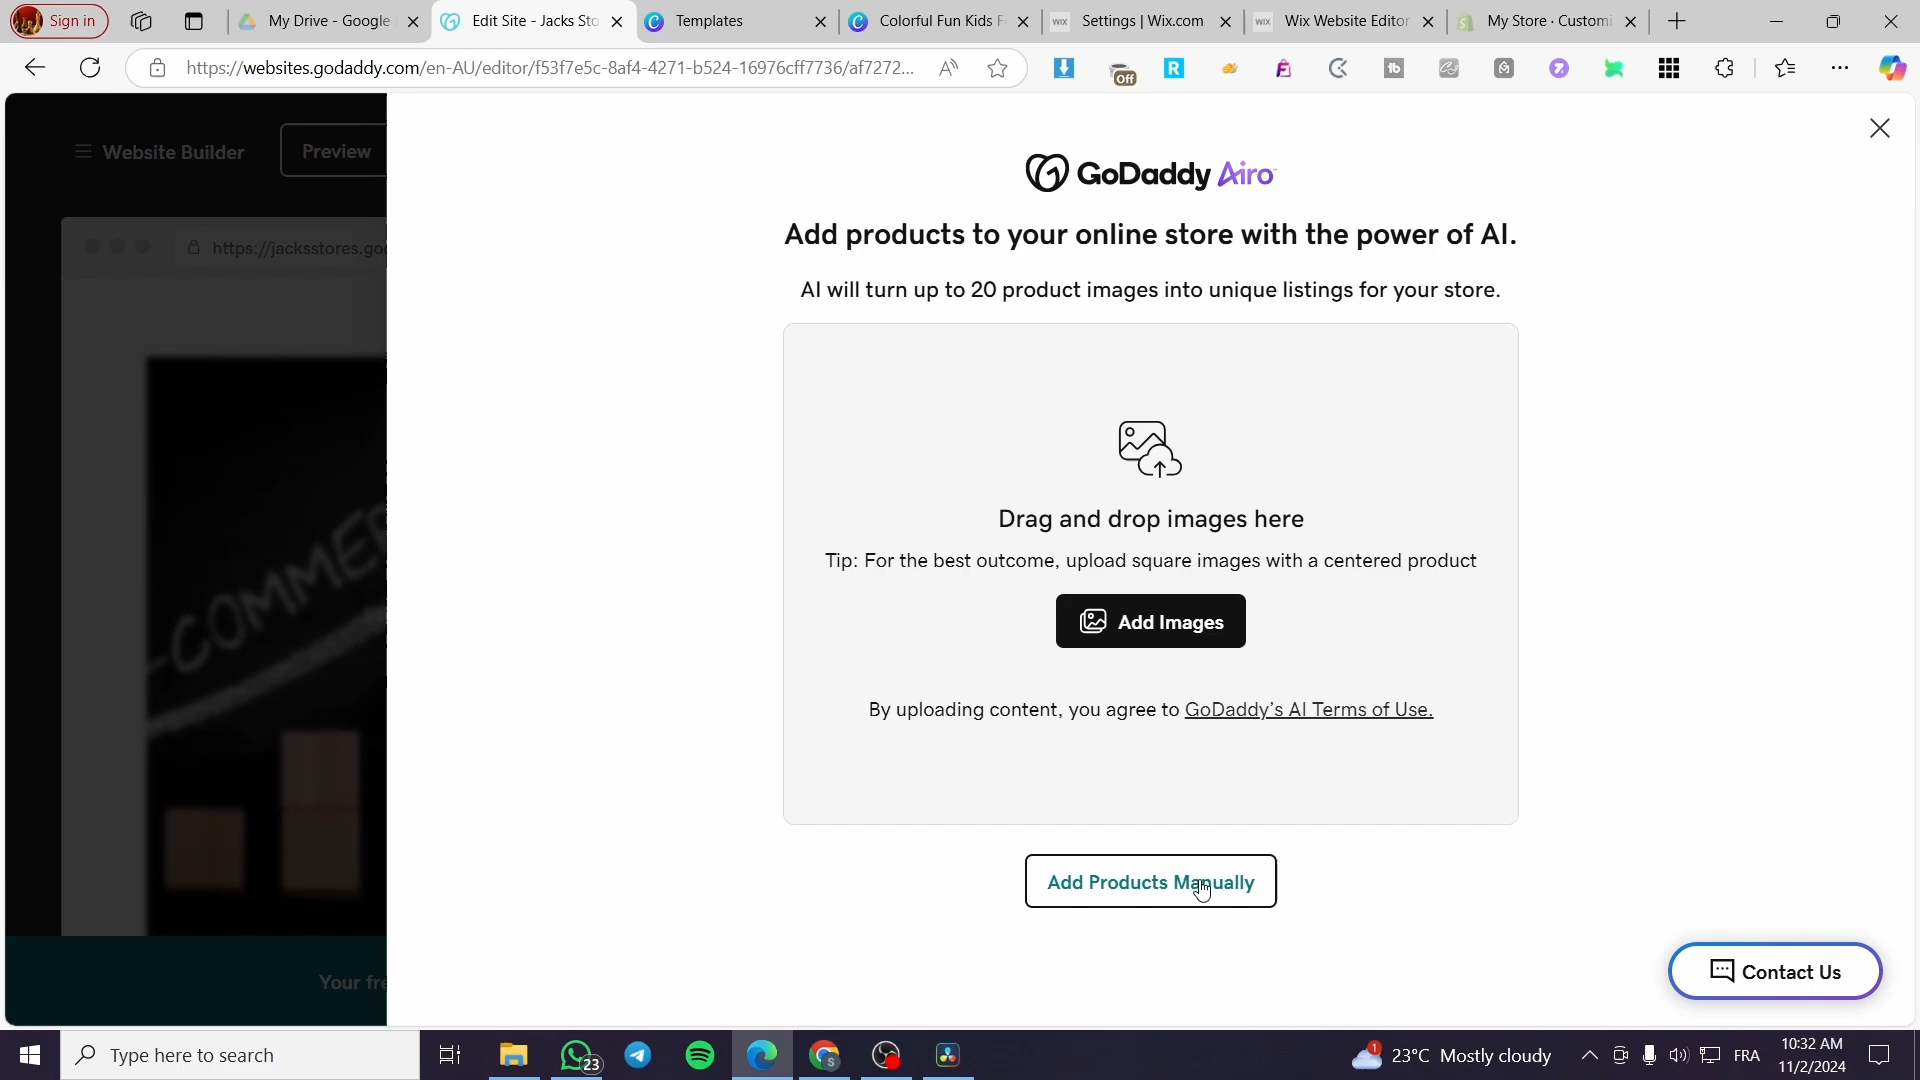 Sign in
My Drive - Google
Edit Site - Jacks Sto
Templates
Colorful Fun Kids F
WIX Settings | Wix.com
WIX Wix Website Editor
My Store · Customi
https://websites.godaddy.com/en-AU/editor/f53f7e5c-8af4-4271-b524-16976cff7736/af7272...
Off
Website Builder
Preview
https://jacksstores.go
-COMMER
Your fre
GoDaddy Airo
Add products to your online store with the power of AI.
AI will turn up to 20 product images into unique listings for your store.
Drag and drop images here
Tip: For the best outcome, upload square images with a centered product
Add Images
By uploading content, you agree to GoDaddy's AI Terms of Use.
Add Products Manually
Contact Us
Type here to search
23
1
23°C Mostly cloudy
FRA
10:32 AM
11/2/2024